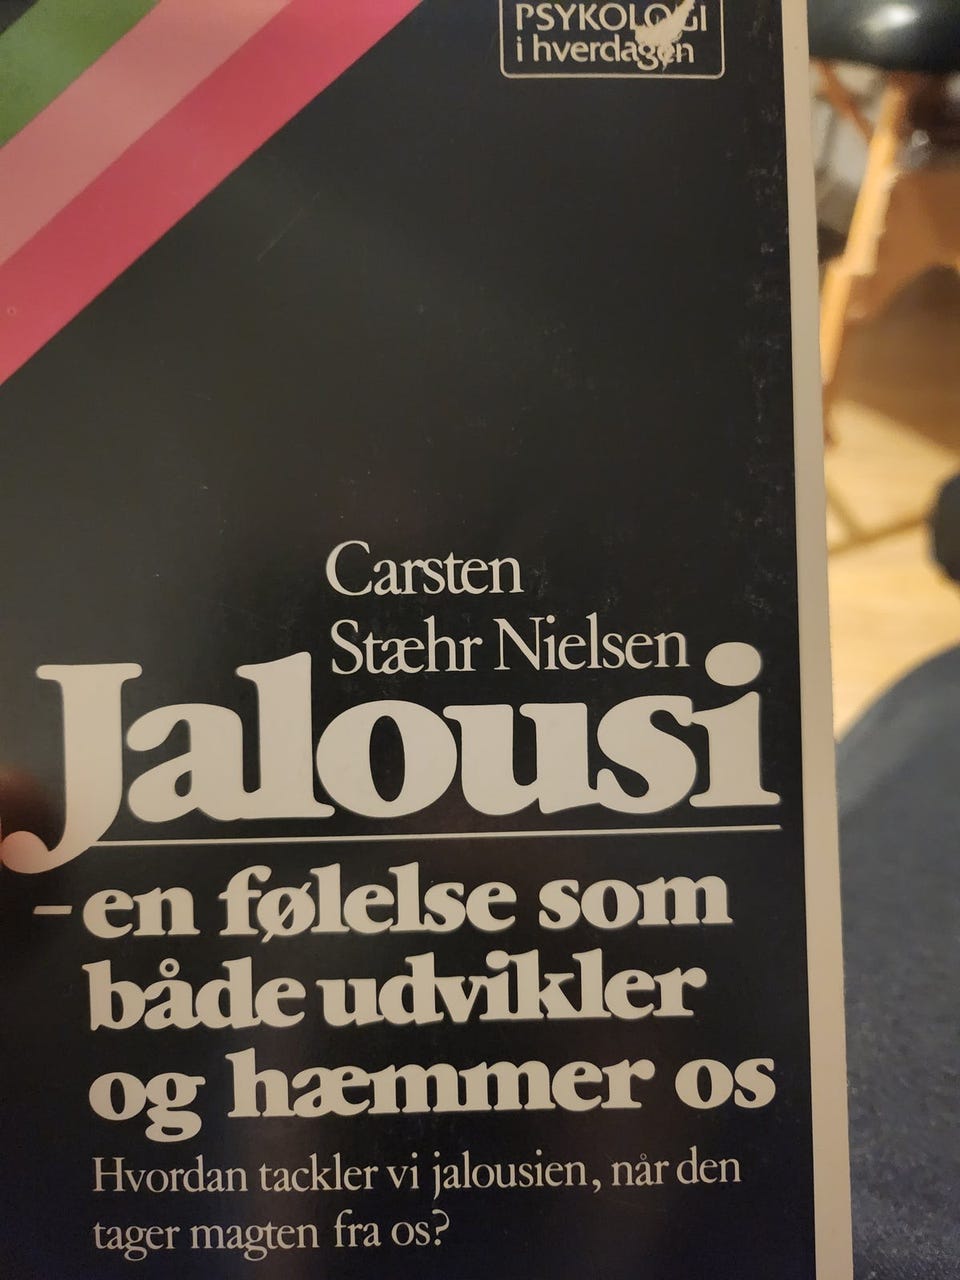 PSYKOLOGI
i hverdagen
Carsten
Stæhr Nielsen
Jalousi
– en følelse som
både udvikler
og hæmmer os
Hvordan tackler vi jalousien, når den
tager magten fra os?